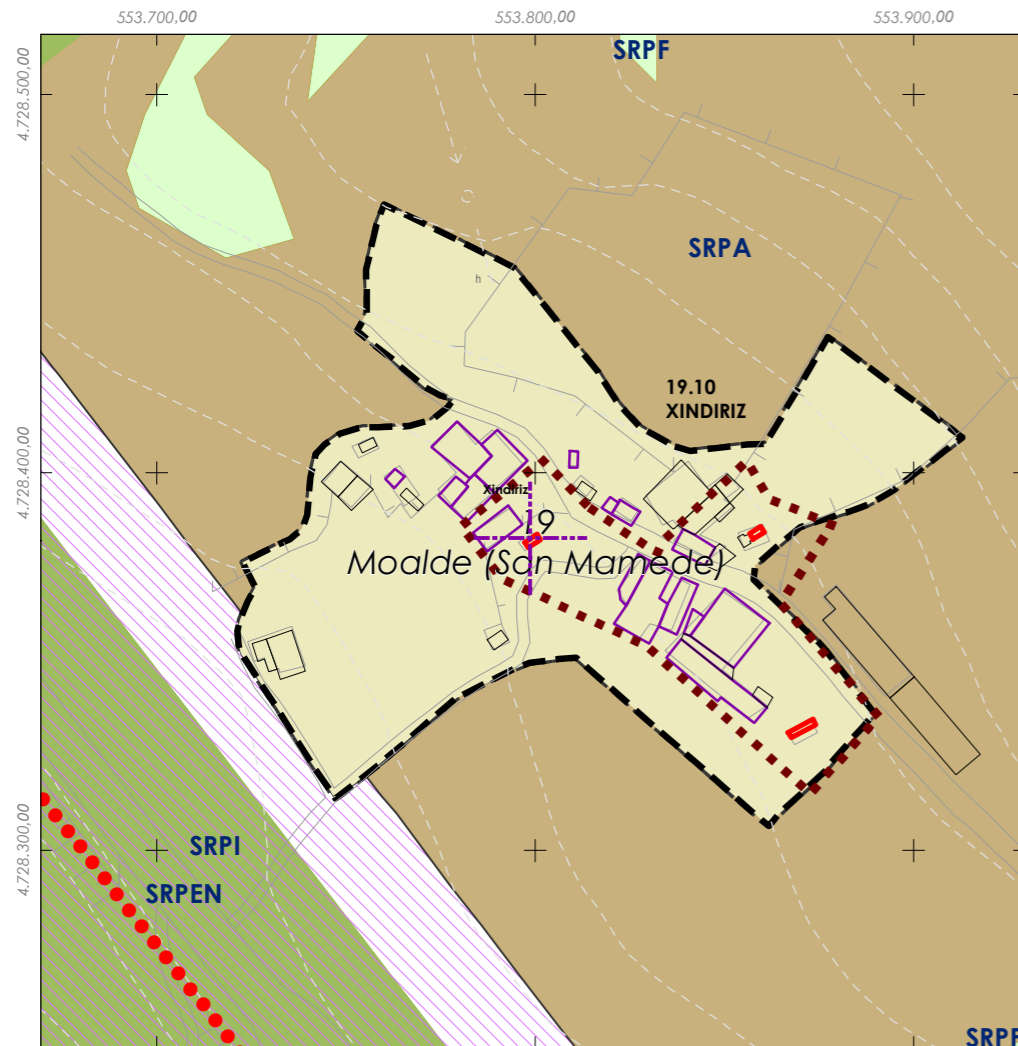 553.700,00
553.800,00
553.900,00
4.728.500,00
4.728.400,00
4.728.300,00
SRPF
SRPA
h
19.10
XINDIRIZ
Xindiriz
19
Moalde (San Mamede)
SRPI
SRPEN